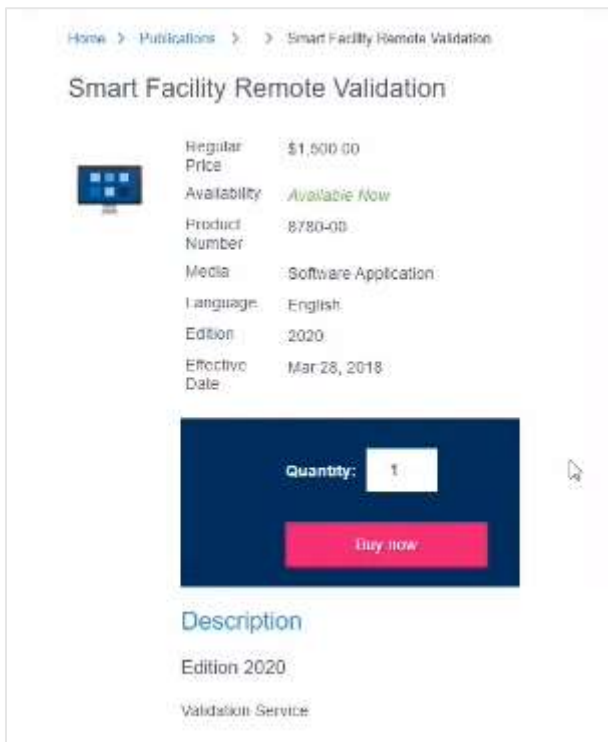 Home > Publications > > Smart Facility Remote Validation
Smart Facility Remote Validation
Regular Price $1,500.00
Availability Available Now
Product Number 8780-00
Media Software Application
Language English
Edition 2020
Effective Date Mar 28, 2018
Quantity: 1
Buy now
Description
Edition 2020
Validation Service